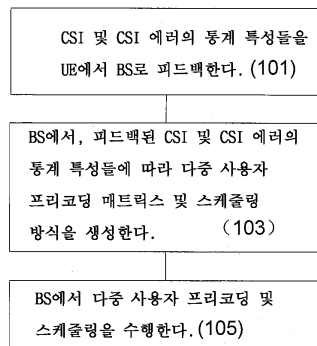 CSI 및 CSI 에러의 통계 특성들을
UE에서 BS로 피드백한다. (101)
BS에서, 피드백된 CSI 및 CSI 에러의
통계 특성들에 따라 다중 사용자
프리코딩 매트릭스 및 스케줄링
방식을 생성한다. (103)
BS에서 다중 사용자 프리코딩 및
스케줄링을 수행한다. (105)